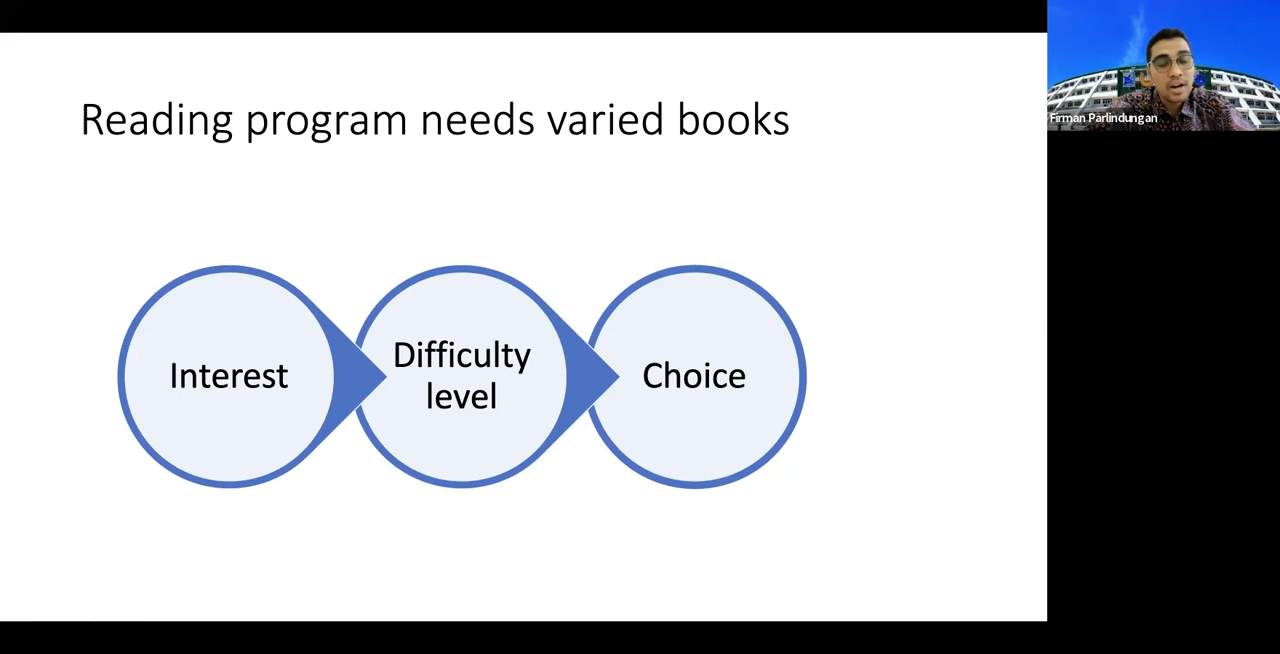 Reading program needs varied books
Firman Parlindungan
Interest
Difficulty
level
Choice